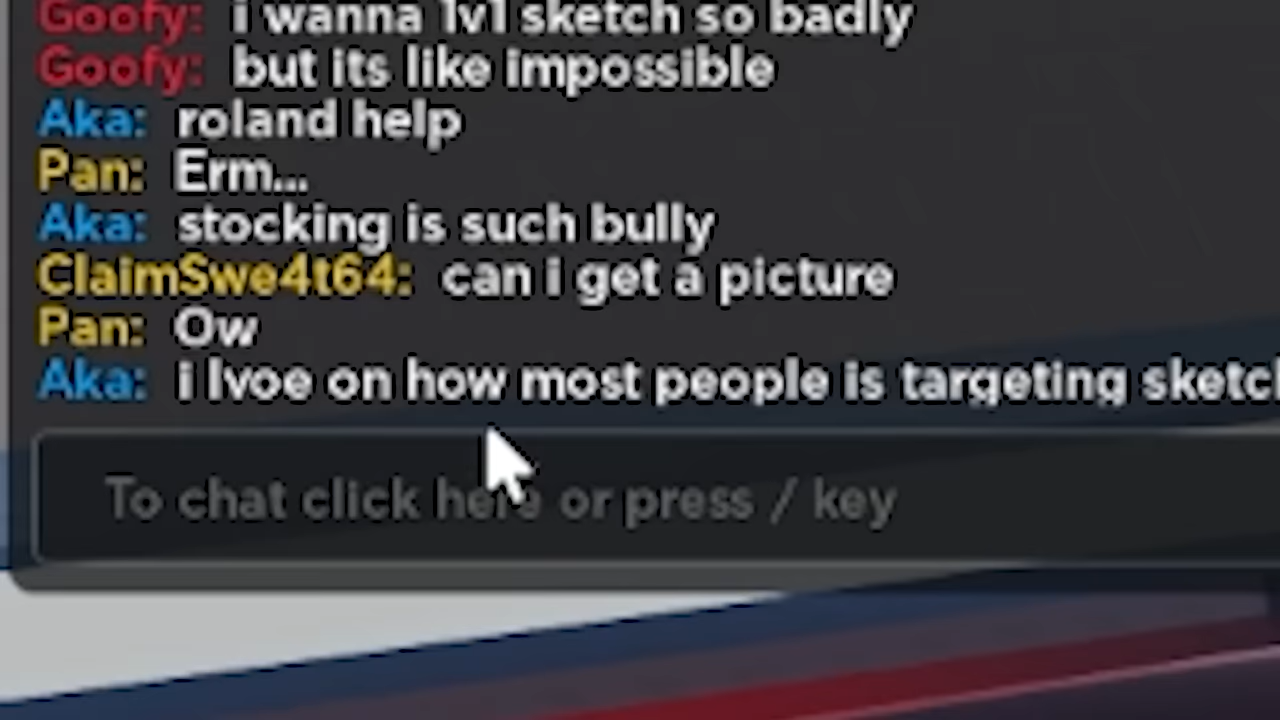 Goofy: i wanna 1v1 sketch so badly
Goofy: but its like impossible
Aka: roland help
Pan: Erm...
Aka: stocking is such bully
ClaimSwe4t64: can i get a picture
Pan: Ow
Aka: i lvoe on how most people is targeting sketch
To chat click here or press / key